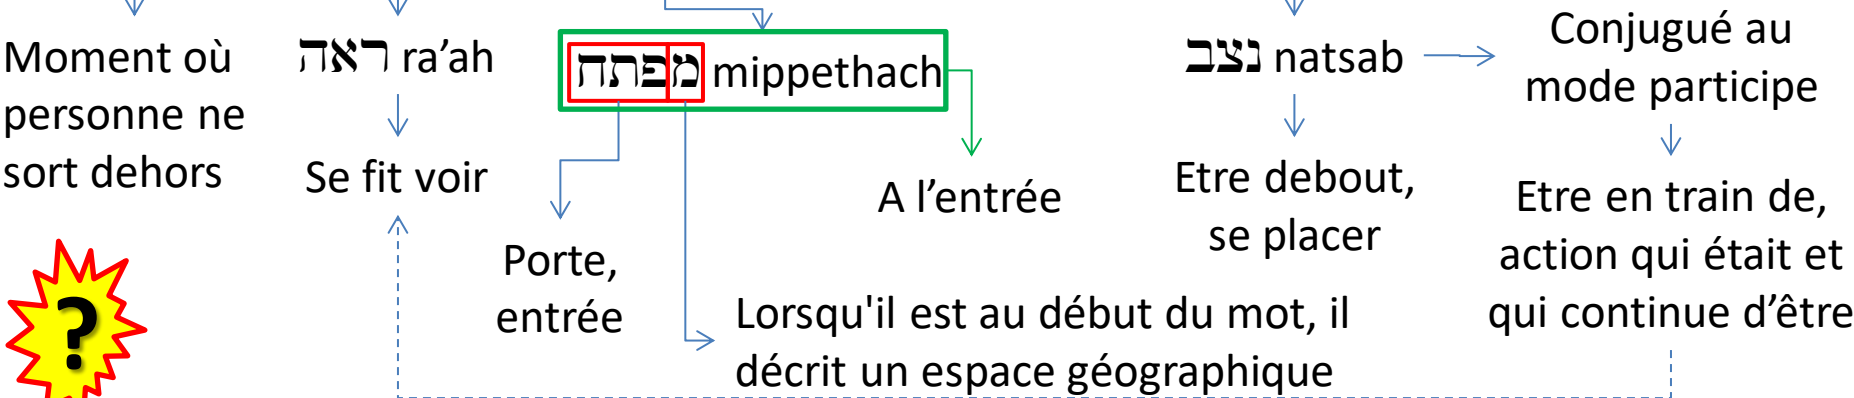 Moment où
personne ne
sort dehors
ראה ra’ah
Se fit voir
מפתח mippethach
Porte,
entrée
A l’entrée
Lorsqu'il est au début du mot, il
décrit un espace géographique
נצב natsab
Etre debout,
se placer
Conjugué au
mode participe
Etre en train de,
action qui était et
qui continue d’être
?